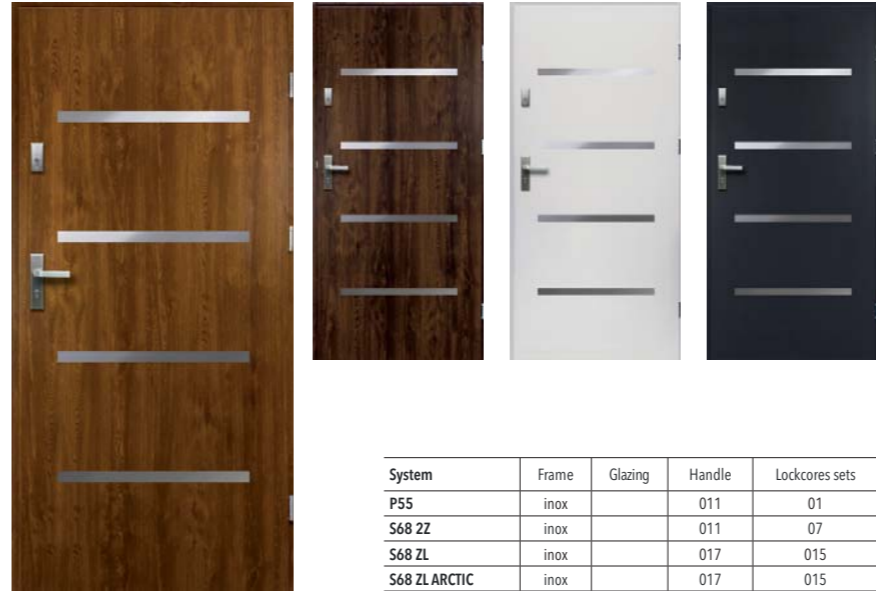 System Frame Glazing Handle Lockcores sets
P55 inox 011 01
S68 2Z inox 011 07
S68 ZL inox 017 015
S68 ZL ARCTIC inox 017 015